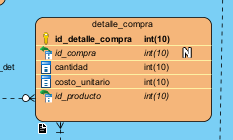 detalle_compra
id_detalle_compra int(10)
id_compra int(10) N
cantidad int(10)
_det
costo_unitario int(10)
id_producto int(10)